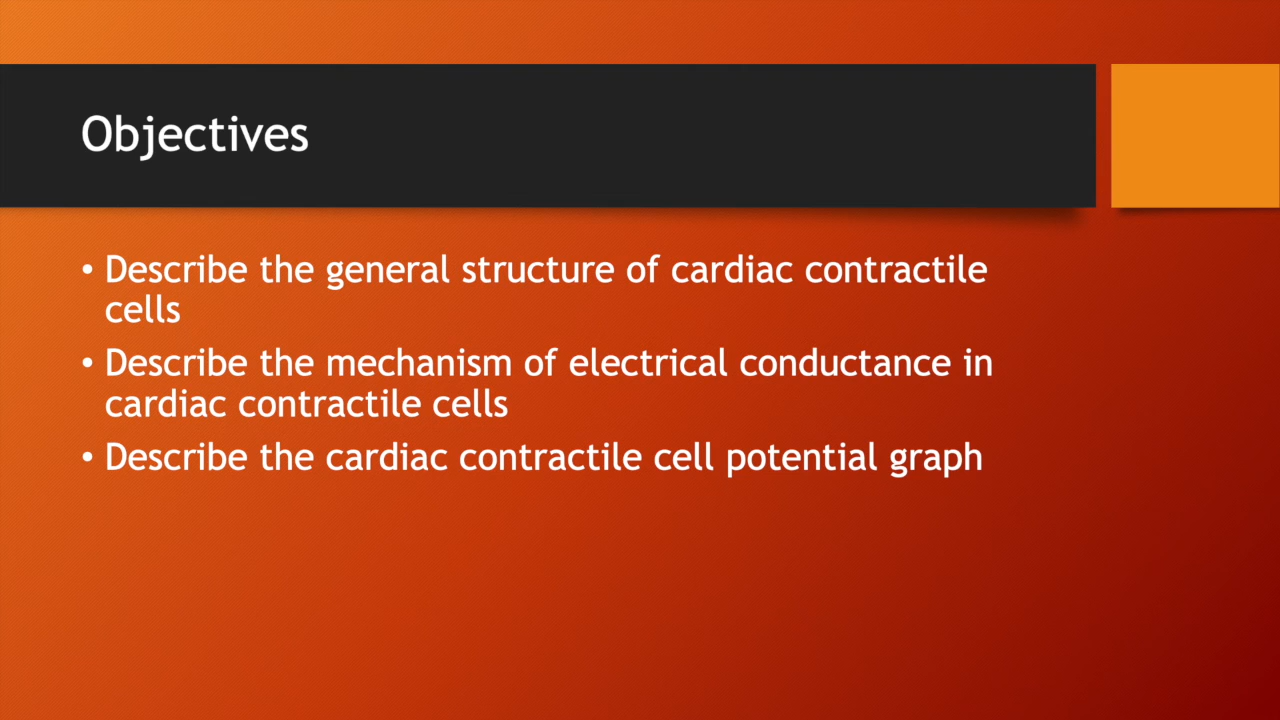 Objectives
• Describe the general structure of cardiac contractile
cells
• Describe the mechanism of electrical conductance in
cardiac contractile cells
• Describe the cardiac contractile cell potential graph